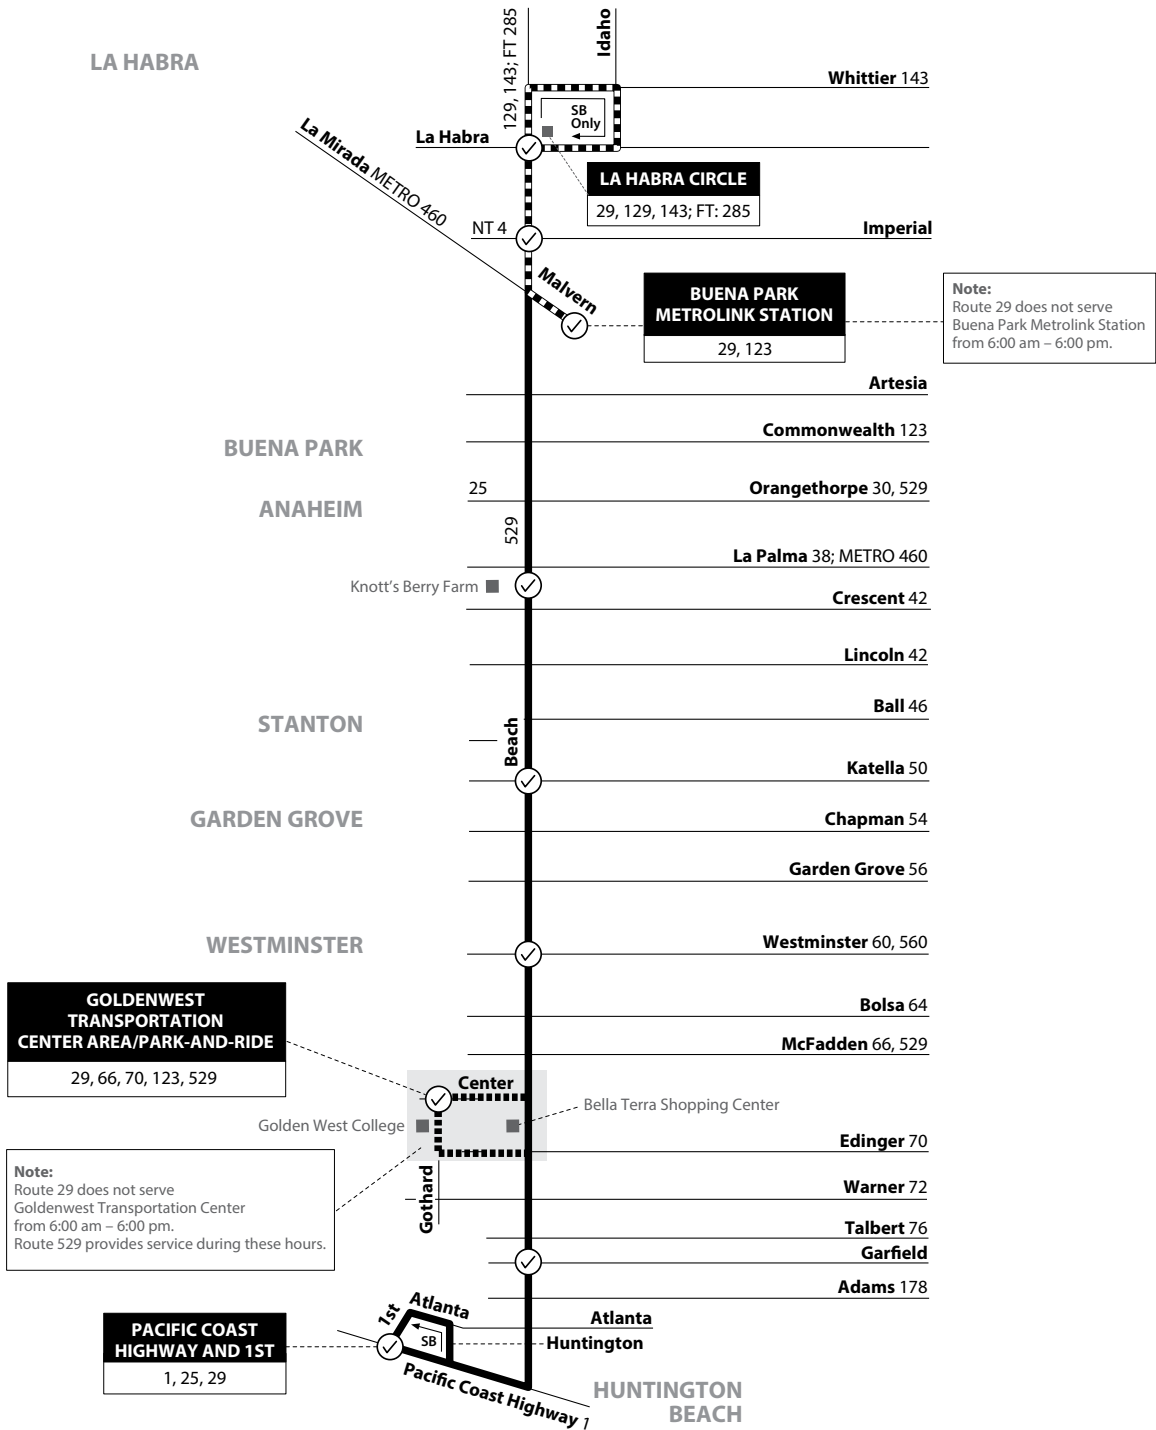 129, 143; FT 285
Idaho
LA HABRA
Whittier 143
SB
Only
La Habra
La Mirada METRO 460
LA HABRA CIRCLE
29, 129, 143; FT: 285
NT 4
Imperial
Malvern
BUENA PARK
METROLINK STATION
29, 123
Note:
Route 29 does not serve
Buena Park Metrolink Station
from 6:00 am – 6:00 pm.
Artesia
Commonwealth 123
BUENA PARK
25
Orangethorpe 30, 529
ANAHEIM
529
La Palma 38; METRO 460
Knott's Berry Farm
Crescent 42
Lincoln 42
Ball 46
STANTON
Beach
Katella 50
GARDEN GROVE
Chapman 54
Garden Grove 56
WESTMINSTER
Westminster 60, 560
GOLDENWEST
TRANSPORTATION
CENTER AREA/PARK-AND-RIDE
29, 66, 70, 123, 529
Bolsa 64
McFadden 66, 529
Center
Bella Terra Shopping Center
Golden West College
Edinger 70
Note:
Route 29 does not serve
Goldenwest Transportation Center
from 6:00 am – 6:00 pm.
Route 529 provides service during these hours.
Gothard
Warner 72
Talbert 76
Garfield
Adams 178
1st
Atlanta
Atlanta
SB
Huntington
PACIFIC COAST
HIGHWAY AND 1ST
1, 25, 29
Pacific Coast Highway 1
HUNTINGTON
BEACH